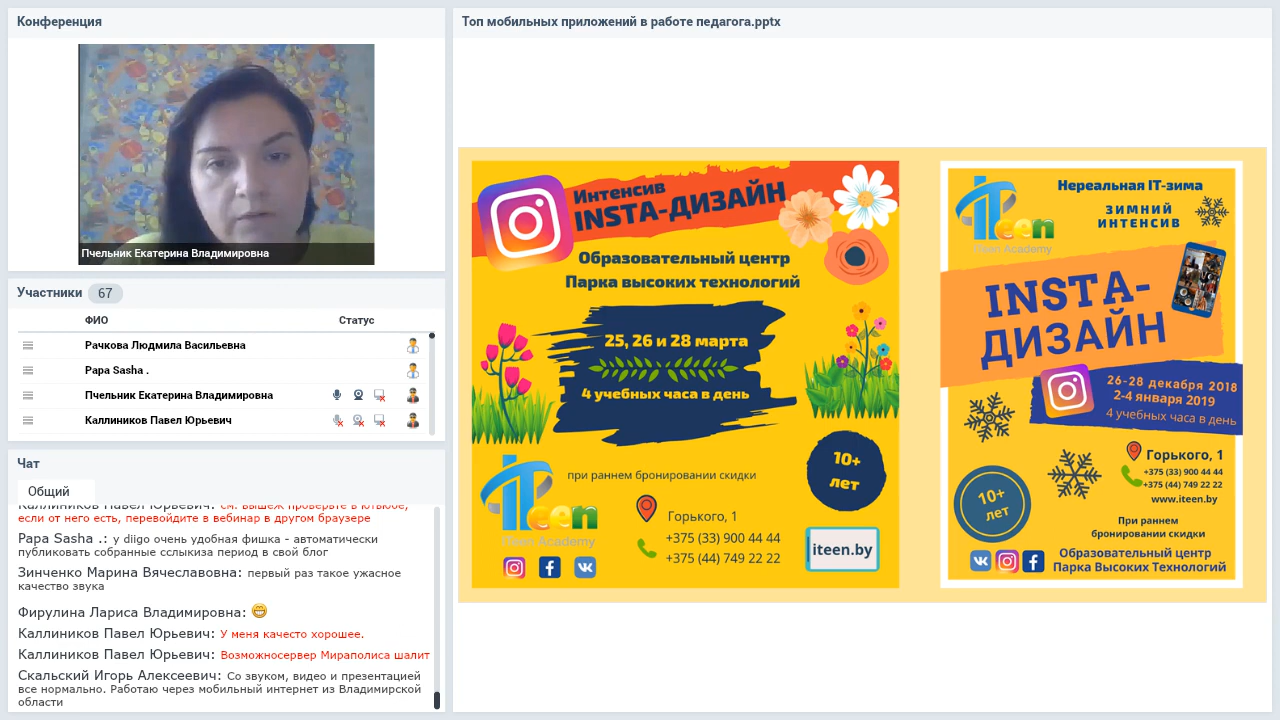 Конференция
Пчельник Екатерина Владимировна
Участники 67
ФИО Статус
Рачкова Людмила Васильевна
Papa Sasha .
Пчельник Екатерина Владимировна
Каллиников Павел Юрьевич
Чат
Общий
Каллиников Павел Юрьевич: см. выше
если от него есть, перевойдите в вебинар в другом браузере
Papa Sasha .: у diigo очень удобная фишка - автоматически
публиковать собранные сслыкиза период в свой блог
Зинченко Марина Вячеславовна: первый раз такое ужасное
качество звука
Фирулина Лариса Владимировна:
Каллиников Павел Юрьевич: У меня качесто хорошее.
Каллиников Павел Юрьевич: Возможносервер Мираполиса шалит
Скальский Игорь Алексеевич: Со звуком, видео и презентацией
все нормально. Работаю через мобильный интернет из Владимирской
области
Топ мобильных приложений в работе педагога.pptx
Интенсив
INSTA-ДИЗАЙН
Образовательный центр
Парка высоких технологий
25, 26 и 28 марта
4 учебных часа в день
10+
лет
iTeen
iTeen Academy
при раннем бронировании скидки
Горького, 1
+375 (33) 900 44 44
+375 (44) 749 22 22
iteen.by
iTeen
iTeen Academy
Нереальная IT-зима
ЗИМНИЙ
ИНТЕНСИВ
INSTA-
ДИЗАЙН
26-28 декабря 2018
2-4 января 2019
4 учебных часа в день
10+
лет
Горького, 1
+375 (33) 900 44 44
+375 (44) 749 22 22
www.iteen.by
При раннем
бронировании скидки
Образовательный центр
Парка Высоких Технологий